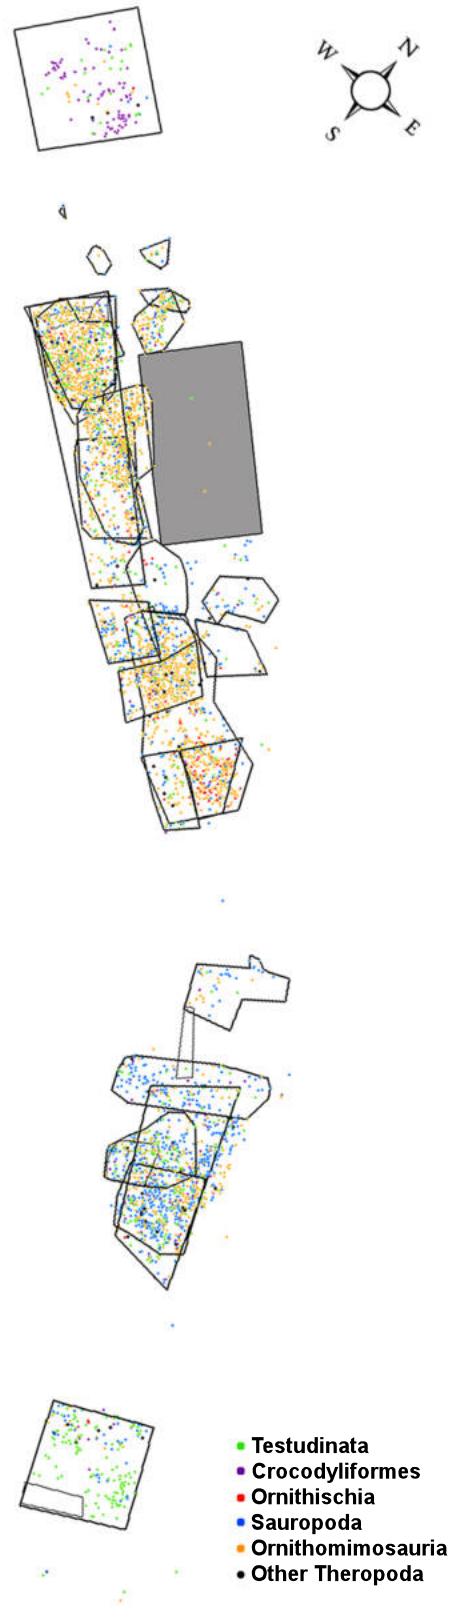 W N
S E
Testudinata
Crocodyliformes
Ornithischia
Sauropoda
Ornithomimosauria
Other Theropoda